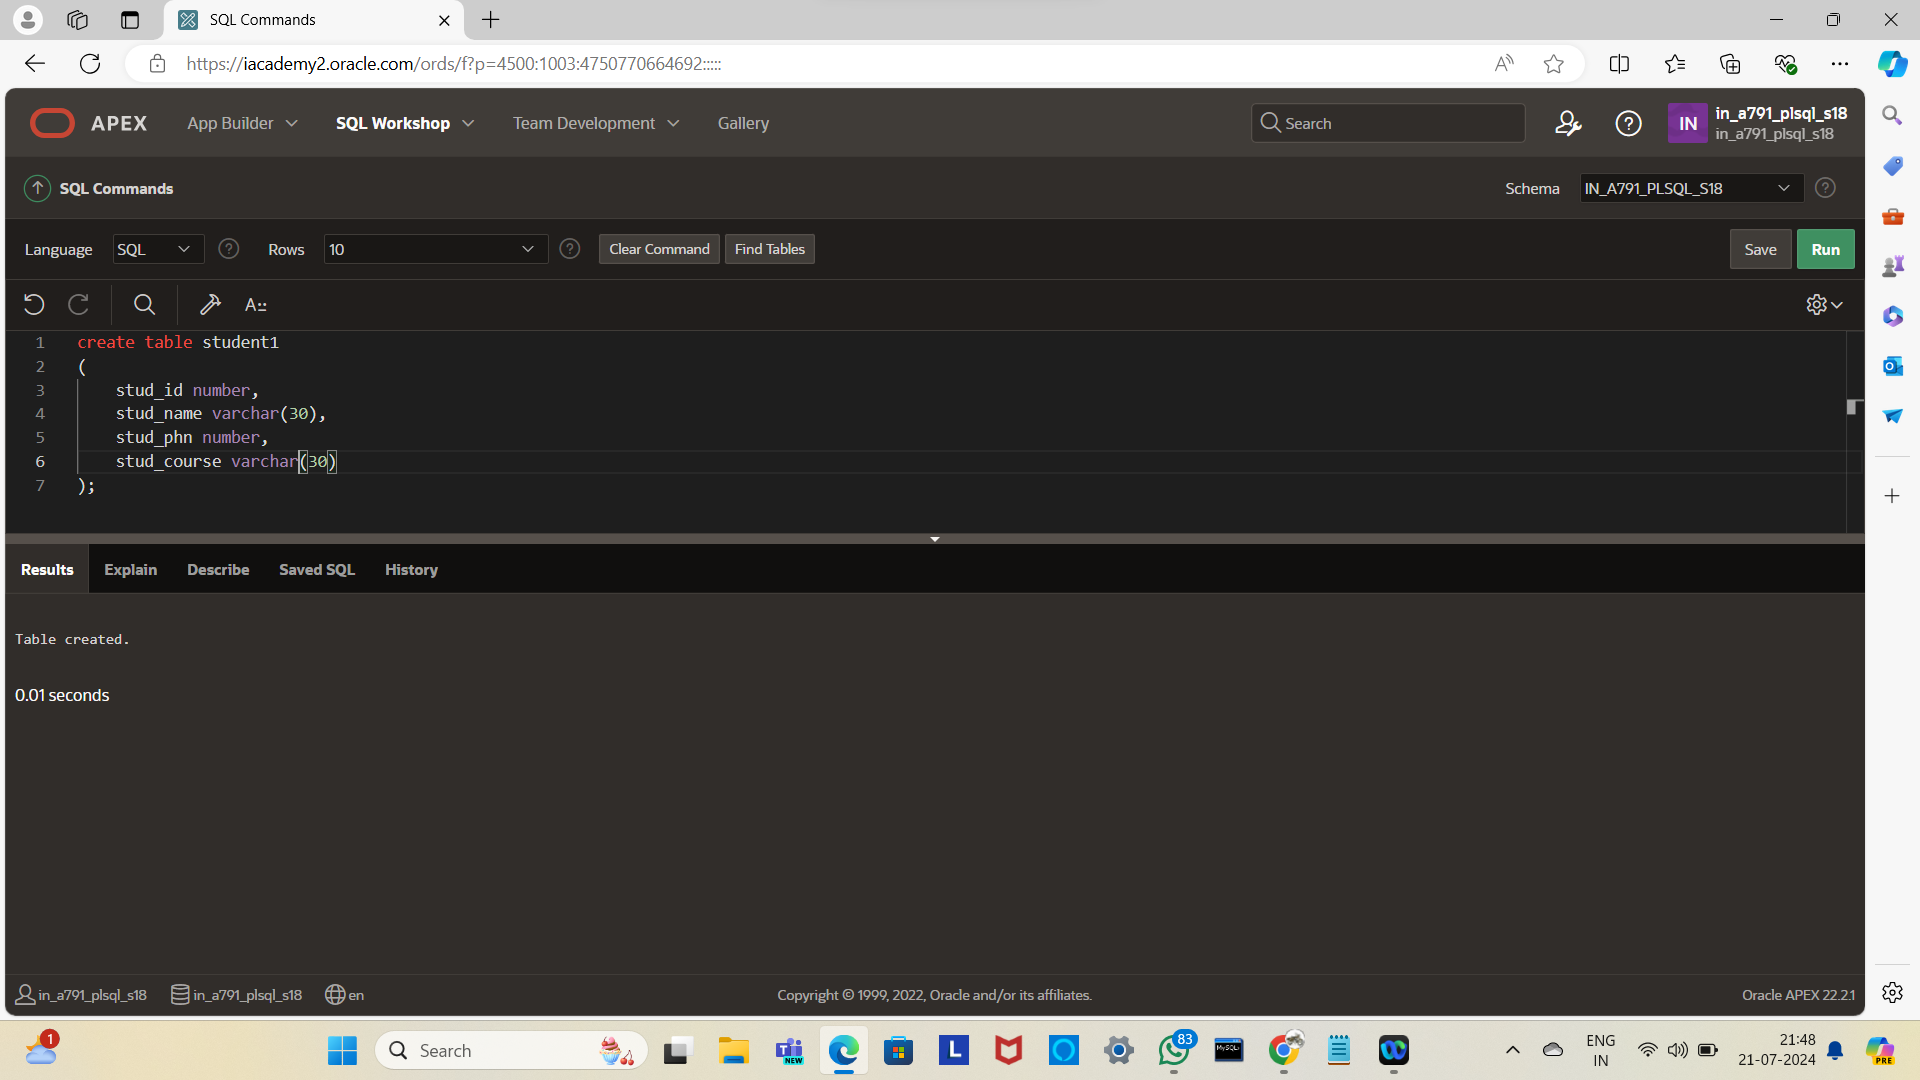 SQL Commands
https://iacademy2.oracle.com/ords/f?p=4500:1003:4750770664692:::::
APEX App Builder SQL Workshop Team Development Gallery Search IN in_a791_plsql_s18
in_a791_plsql_s18
SQL Commands Schema IN_A791_PLSQL_S18
Language SQL Rows 10 Clear Command Find Tables Save Run
1 create table student1
2 (
3 stud_id number,
4 stud_name varchar(30),
5 stud_phn number,
6 stud_course varchar(30)
7 );
Results Explain Describe Saved SQL History
Table created.
0.01 seconds
in_a791_plsql_s18 in_a791_plsql_s18 en Copyright © 1999, 2022, Oracle and/or its affiliates. Oracle APEX 22.2.1
1 Search NEW L MySQL 83 ENG 21:48
IN 21-07-2024 PRE